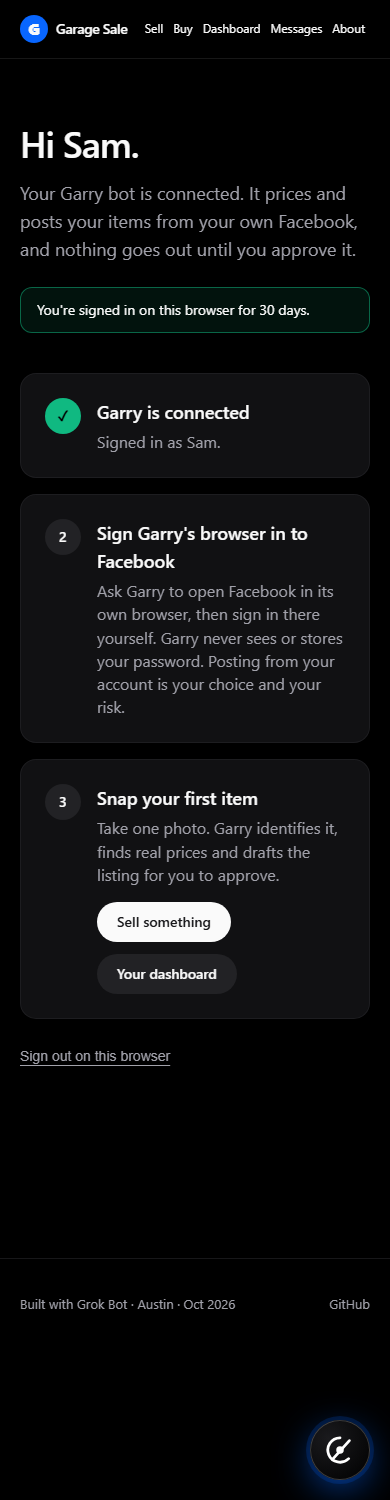 G Garage Sale Sell Buy Dashboard Messages About
Hi Sam.
Your Garry bot is connected. It prices and
posts your items from your own Facebook,
and nothing goes out until you approve it.
You're signed in on this browser for 30 days.
✓ Garry is connected
Signed in as Sam.
2 Sign Garry's browser in to
Facebook
Ask Garry to open Facebook in its
own browser, then sign in there
yourself. Garry never sees or stores
your password. Posting from your
account is your choice and your
risk.
3 Snap your first item
Take one photo. Garry identifies it,
finds real prices and drafts the
listing for you to approve.
Sell something
Your dashboard
Sign out on this browser
Built with Grok Bot · Austin · Oct 2026 GitHub